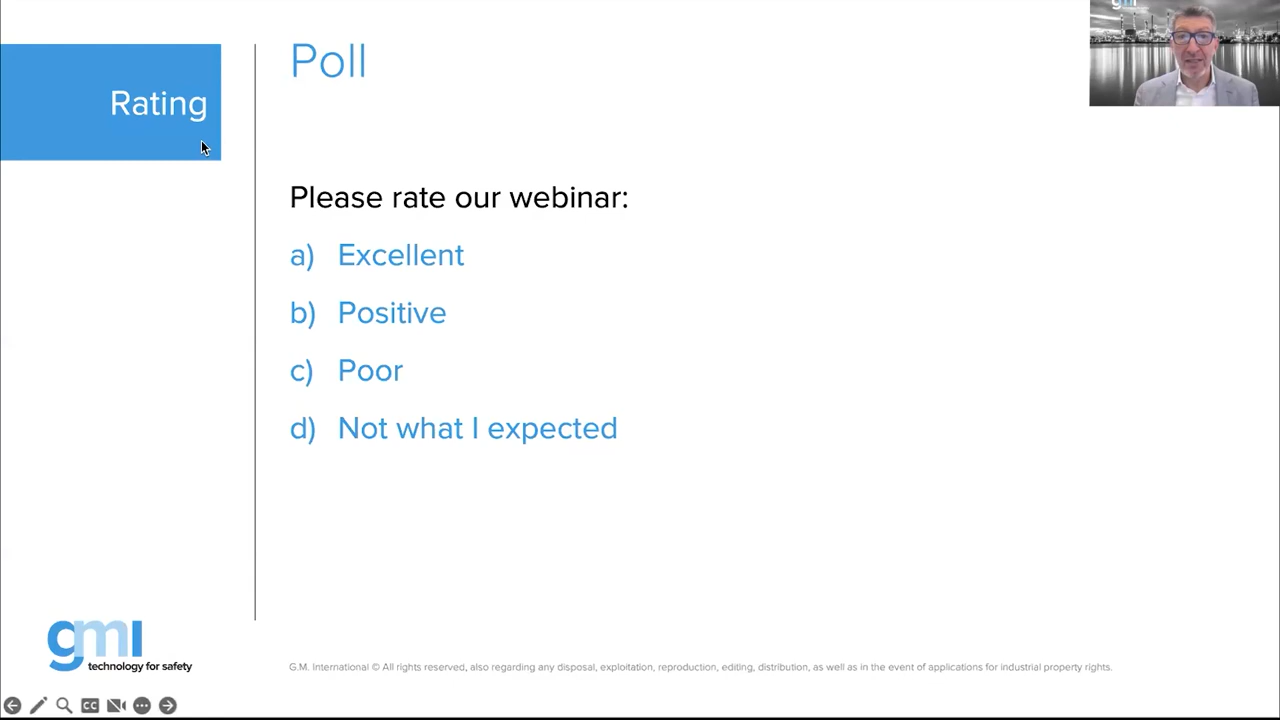 Rating
Poll
gmi
Please rate our webinar:
a) Excellent
b) Positive
c) Poor
d) Not what I expected
gmi
technology for safety
G.M. International © All rights reserved, also regarding any disposal, exploitation, reproduction, editing, distribution, as well as in the event of applications for industrial property rights.
CC